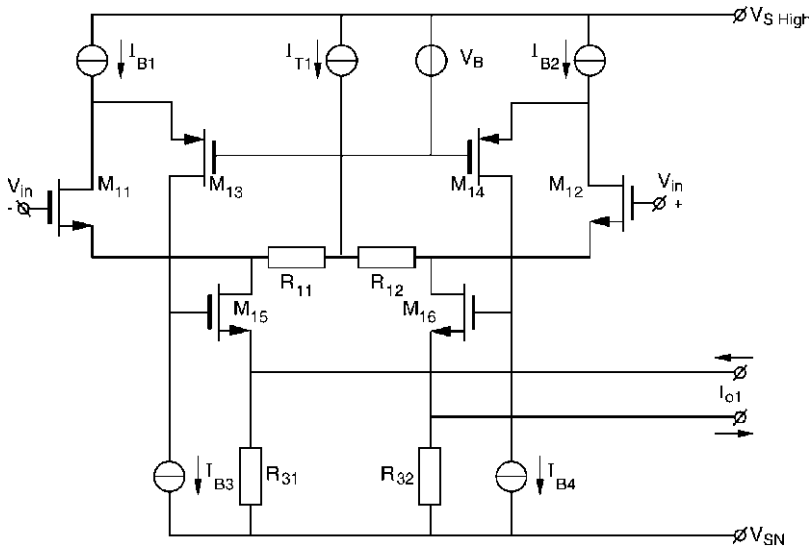 V_S High
I_B1
I_T1
V_B
I_B2
V_in
-
M_11
M_13
M_14
M_12
V_in
+
R_11
R_12
M_15
M_16
I_o1
I_B3
R_31
R_32
I_B4
V_SN